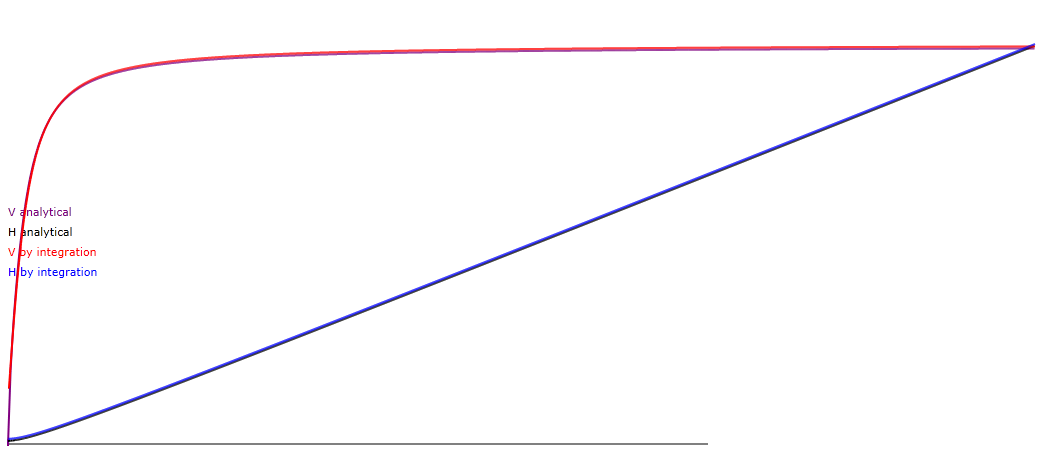 V analytical
H analytical
V by integration
H by integration